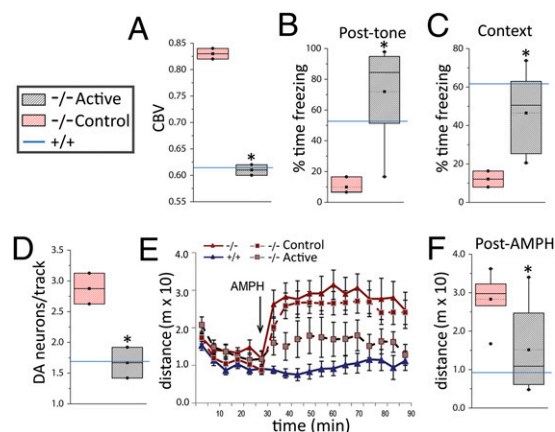 A
B
Post-tone
C
Context
-/- Active
-/- Control
+/+
CBV
0.85
0.80
0.75
0.70
0.65
0.60
0.55
*
% time freezing
100
80
60
40
20
0
*
% time freezing
80
60
40
20
0
*
D
E
-/-
-/- Control
+/+
-/- Active
F
Post-AMPH
DA neurons/track
3.5
3.0
2.5
2.0
1.5
1.0
*
distance (m x 10)
4.0
3.0
2.0
1.0
0.0
AMPH
0 10 20 30 40 50 60 70 80 90
time (min)
distance (m x 10)
4.0
3.0
2.0
1.0
0
*